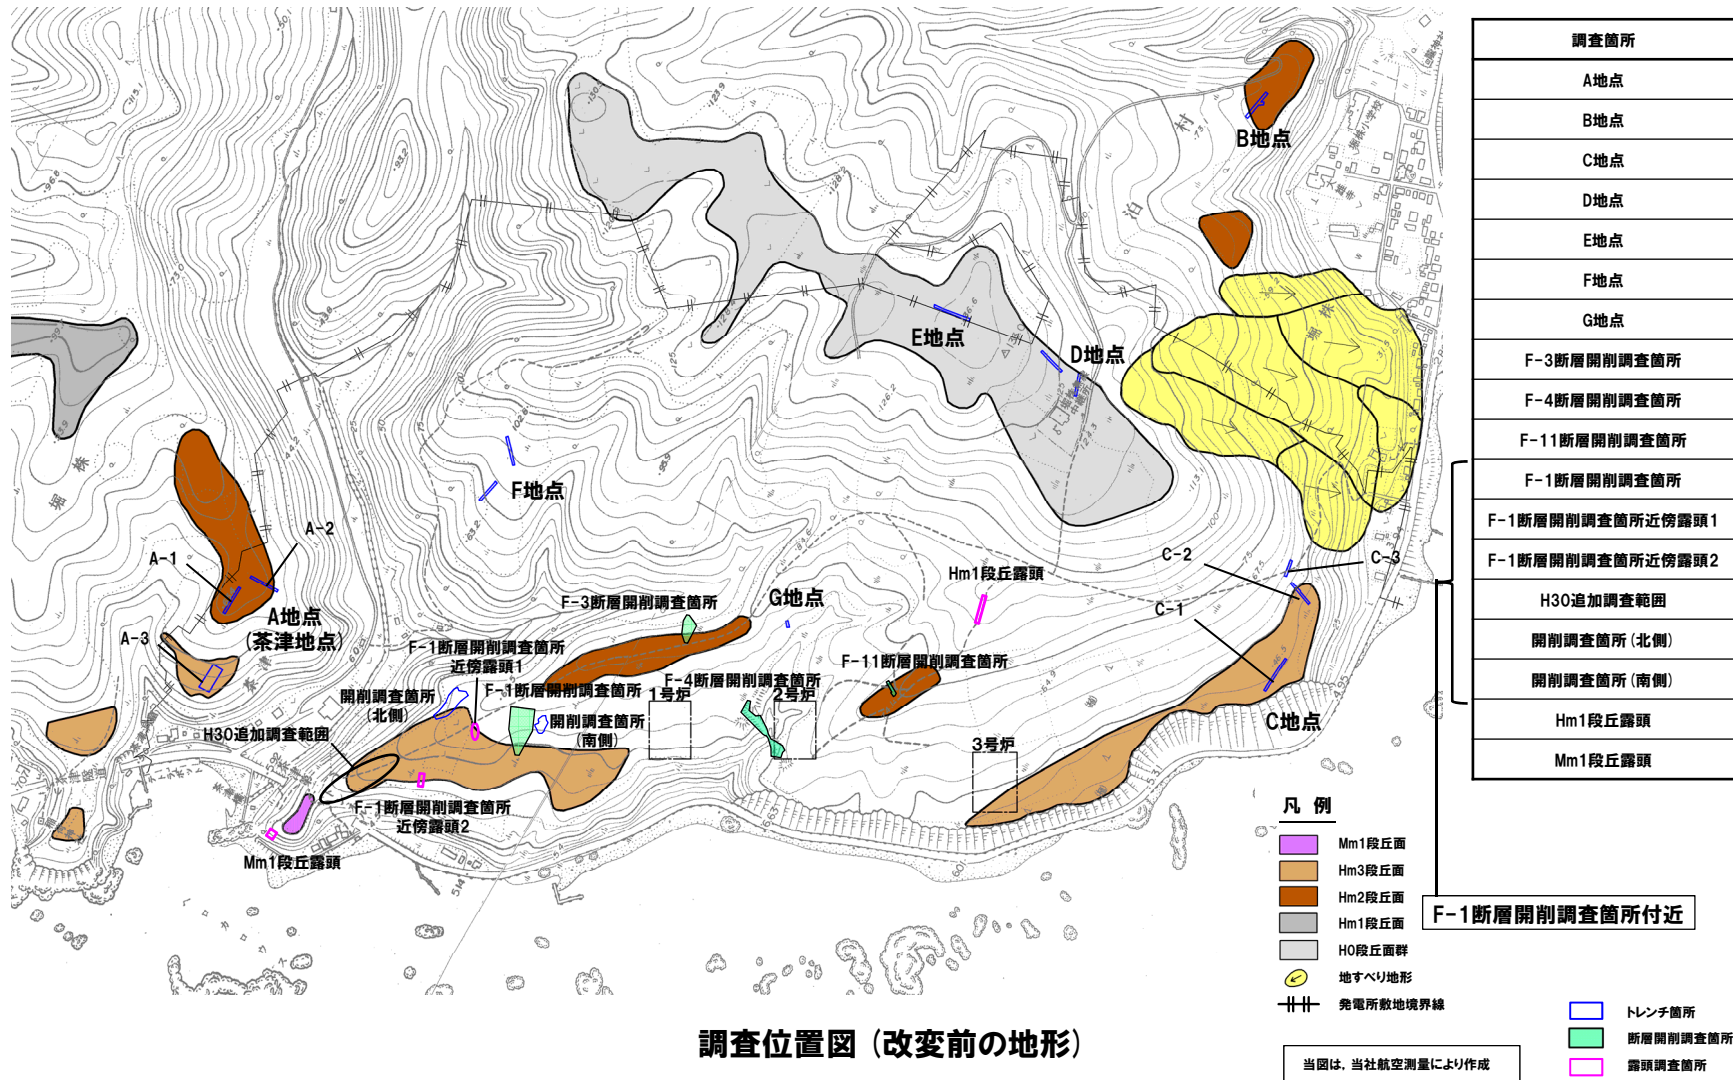 調査箇所
A地点
B地点
C地点
D地点
E地点
F地点
G地点
F-3断層開削調査箇所
F-4断層開削調査箇所
F-11断層開削調査箇所
F-1断層開削調査箇所
F-1断層開削調査箇所近傍露頭1
F-1断層開削調査箇所近傍露頭2
H30追加調査範囲
開削調査箇所(北側)
開削調査箇所(南側)
Hm1段丘露頭
Mm1段丘露頭
F-1断層開削調査箇所付近
B地点
村
泊
堀株
E地点
D地点
F地点
堀株
A-1
A-2
A地点
(茶津地点)
A-3
茶津
C-2
C-3
C-1
C地点
Hm1段丘露頭
G地点
F-3断層開削調査箇所
F-1断層開削調査箇所
近傍露頭1
F-11断層開削調査箇所
F-4断層開削調査箇所
F-1断層開削調査箇所
開削調査箇所
(北側)
1号炉
2号炉
開削調査箇所
(南側)
H30追加調査範囲
3号炉
F-1断層開削調査箇所
近傍露頭2
Mm1段丘露頭
凡 例
Mm1段丘面
Hm3段丘面
Hm2段丘面
Hm1段丘面
H0段丘面群
地すべり地形
発電所敷地境界線
トレンチ箇所
断層開削調査箇所
露頭調査箇所
調査位置図(改変前の地形)
当図は,当社航空測量により作成